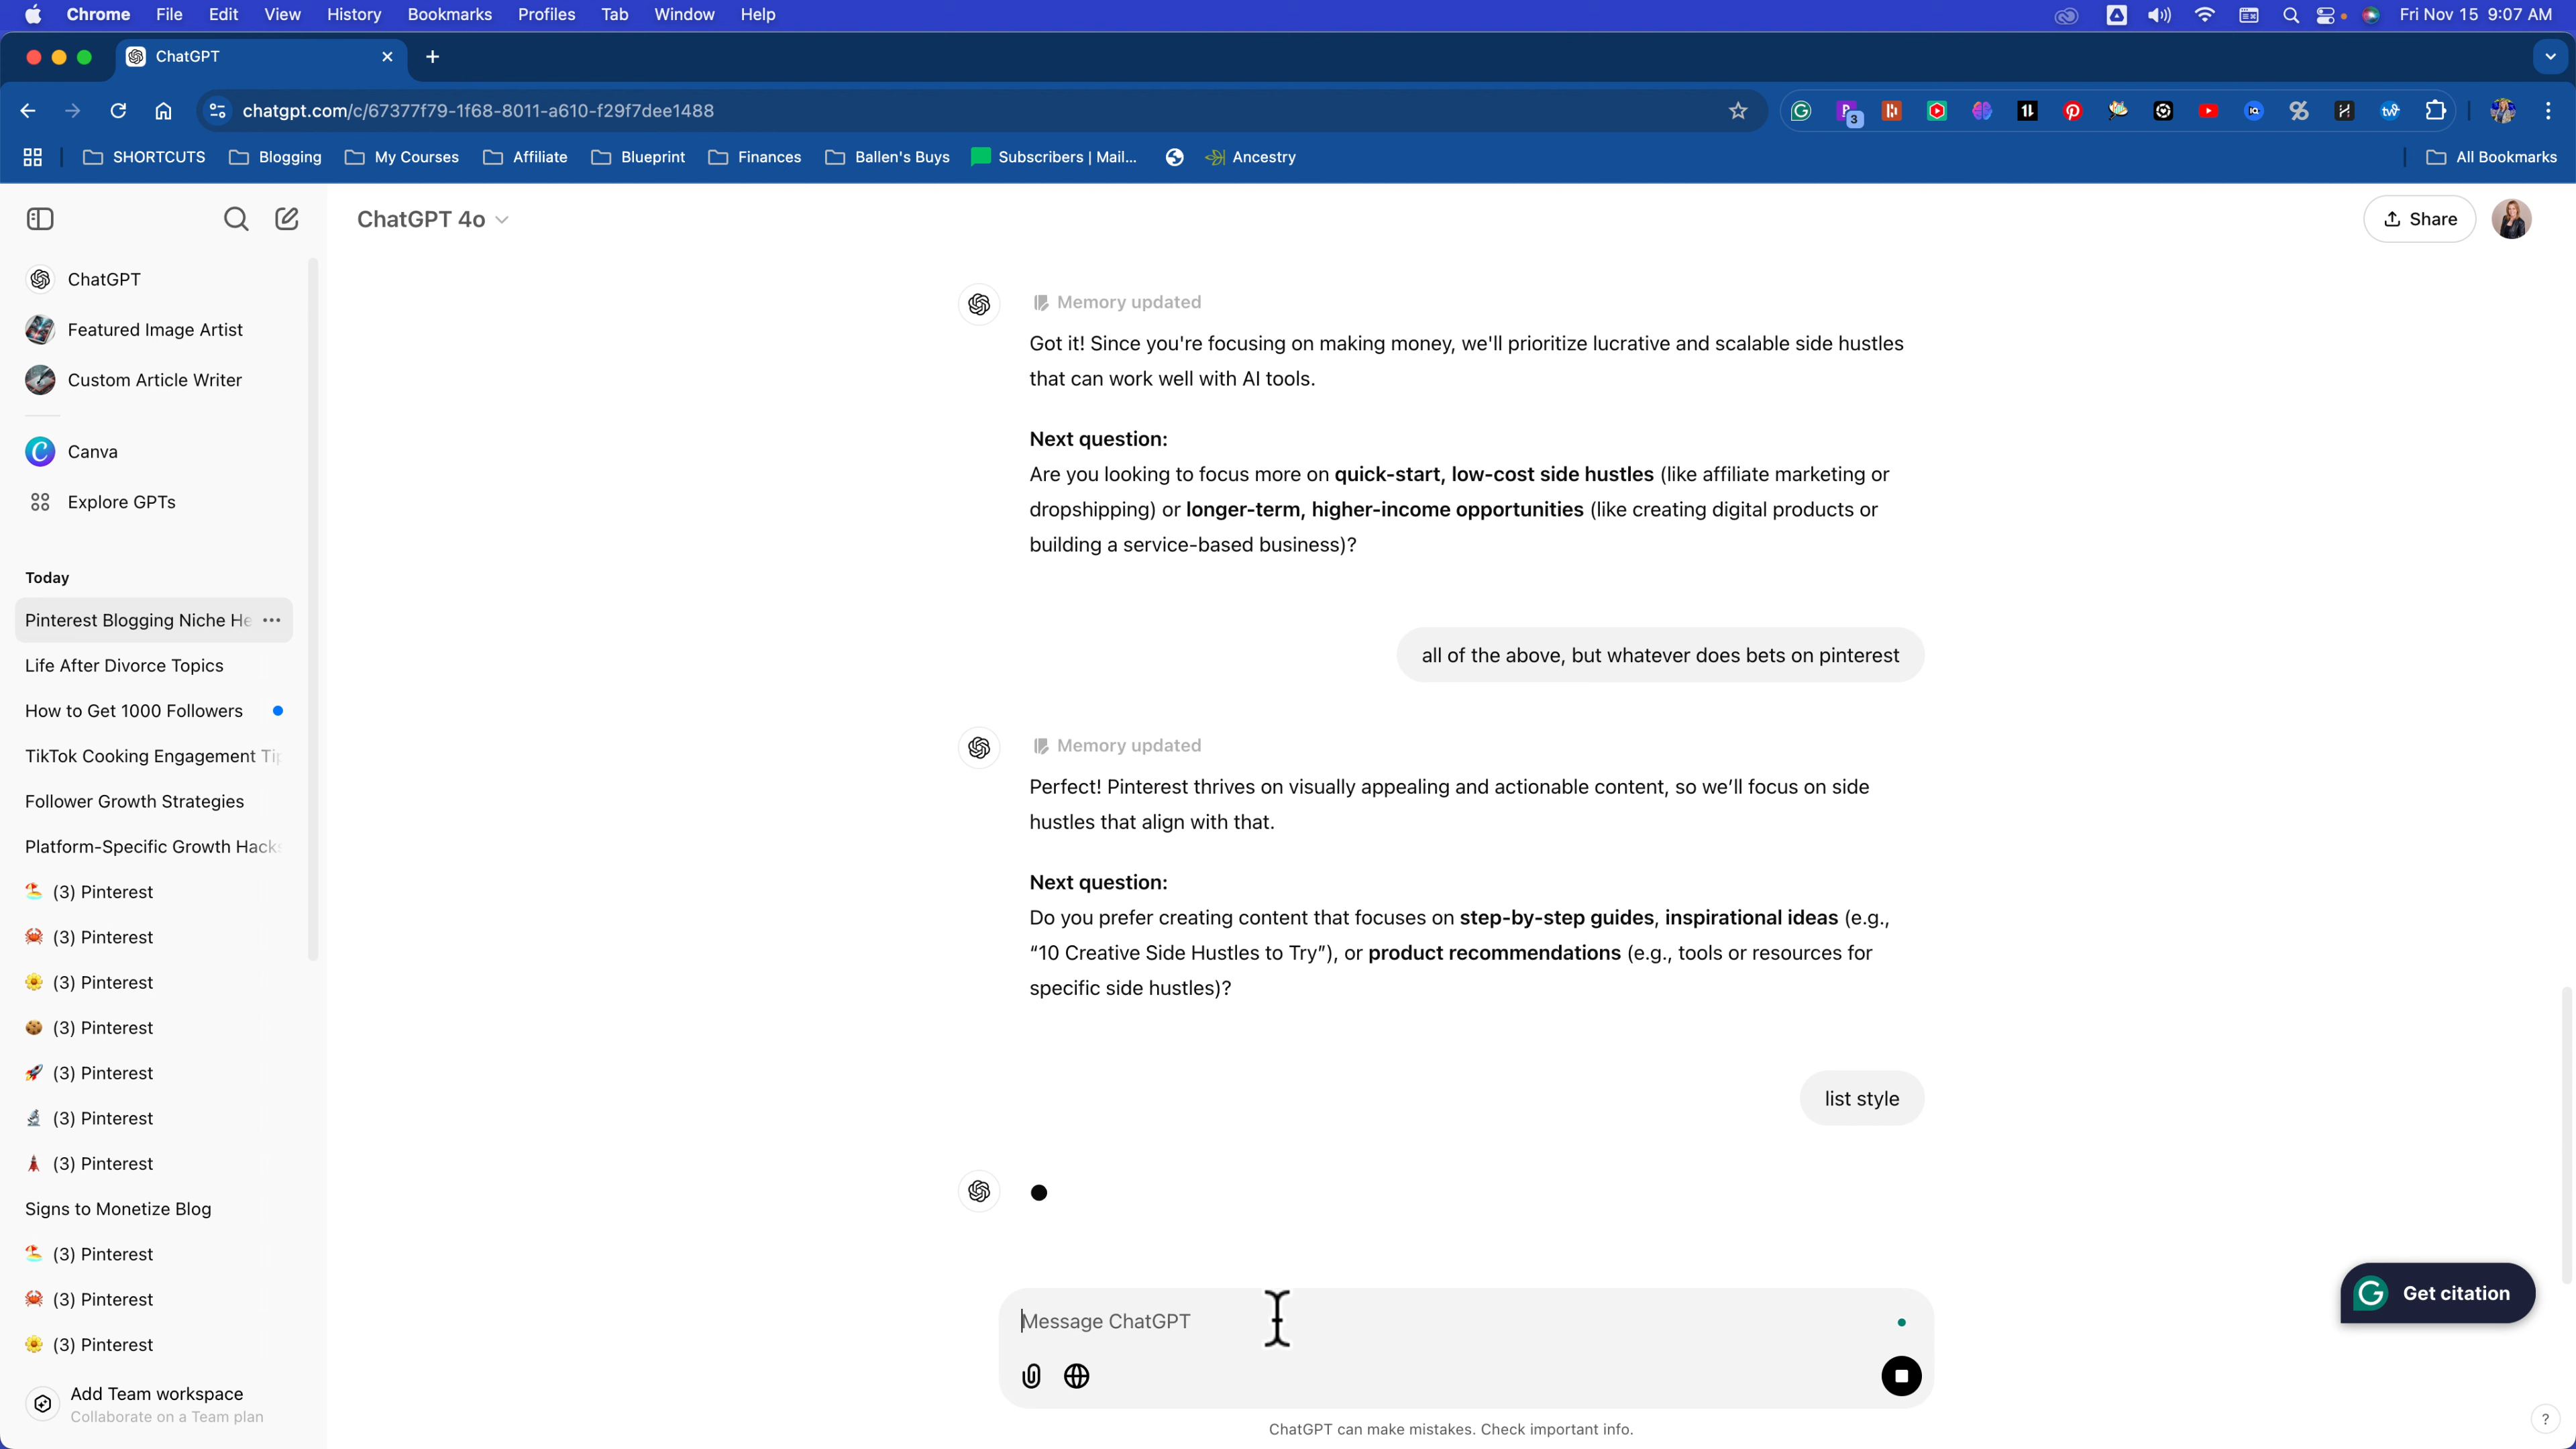 Chrome File Edit View History Bookmarks Profiles Tab Window Help Fri Nov 15 9:07 AM
ChatGPT
chatgpt.com/c/67377f79-1f68-8011-a610-f29f7dee1488
3
SHORTCUTS Blogging My Courses Affiliate Blueprint Finances Ballen's Buys Subscribers | Mail... Ancestry All Bookmarks
ChatGPT 4o
Share
ChatGPT
Featured Image Artist
Custom Article Writer
Canva
Explore GPTs
Today
Pinterest Blogging Niche He
Life After Divorce Topics
How to Get 1000 Followers
TikTok Cooking Engagement Tip
Follower Growth Strategies
Platform-Specific Growth Hacks
🏖️ (3) Pinterest
🦀 (3) Pinterest
🌼 (3) Pinterest
🍪 (3) Pinterest
🚀 (3) Pinterest
🔬 (3) Pinterest
(3) Pinterest
Signs to Monetize Blog
🏖️ (3) Pinterest
🦀 (3) Pinterest
🌼 (3) Pinterest
Add Team workspace
Collaborate on a Team plan
Memory updated
Got it! Since you're focusing on making money, we'll prioritize lucrative and scalable side hustles
that can work well with AI tools.
Next question:
Are you looking to focus more on quick-start, low-cost side hustles (like affiliate marketing or
dropshipping) or longer-term, higher-income opportunities (like creating digital products or
building a service-based business)?
all of the above, but whatever does bets on pinterest
Memory updated
Perfect! Pinterest thrives on visually appealing and actionable content, so we’ll focus on side
hustles that align with that.
Next question:
Do you prefer creating content that focuses on step-by-step guides, inspirational ideas (e.g.,
“10 Creative Side Hustles to Try”), or product recommendations (e.g., tools or resources for
specific side hustles)?
list style
Get citation
Message ChatGPT
ChatGPT can make mistakes. Check important info.
?